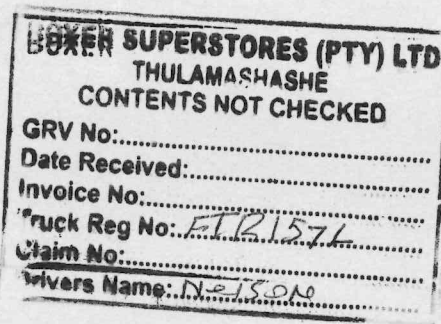 BOXER SUPERSTORES (PTY) LTD
THULAMASHASHE
CONTENTS NOT CHECKED
GRV No:
Date Received:
Invoice No:
Truck Reg No:
Claim No:
Drivers Name: Nelson